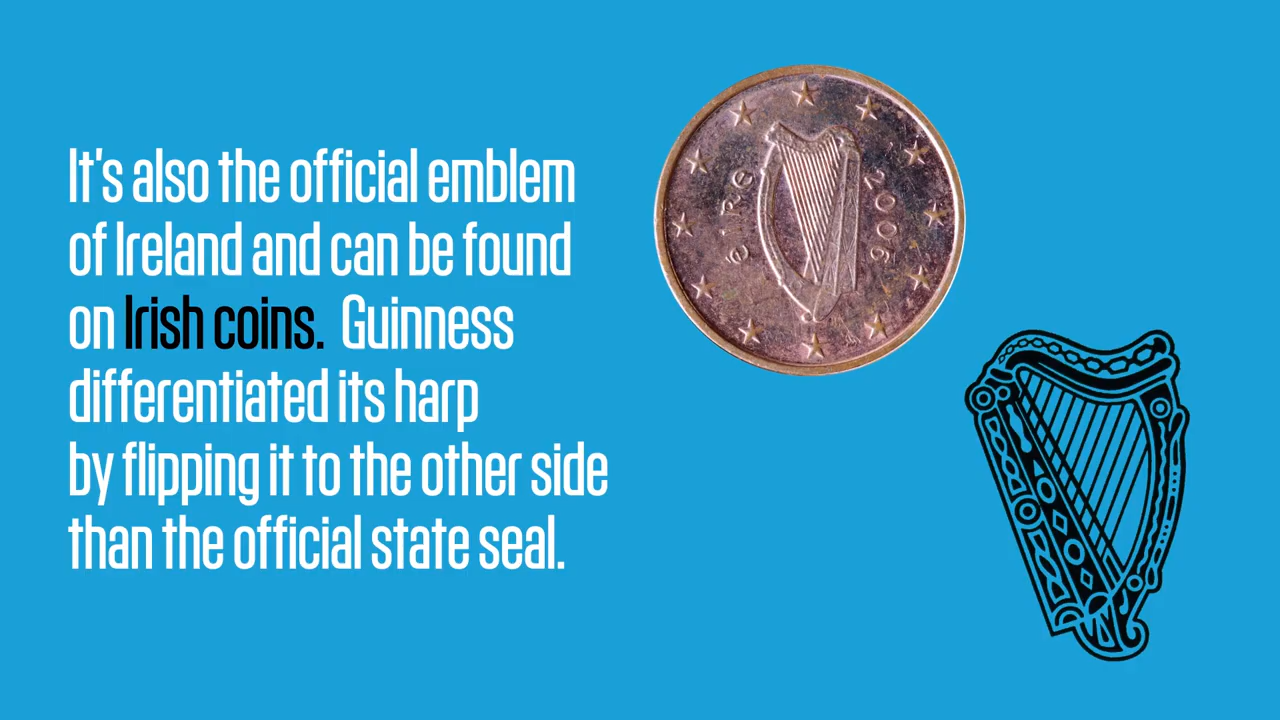 It's also the official emblem
of Ireland and can be found
on Irish coins.  Guinness
differentiated its harp
by flipping it to the other side
than the official state seal.
éIRe
2006